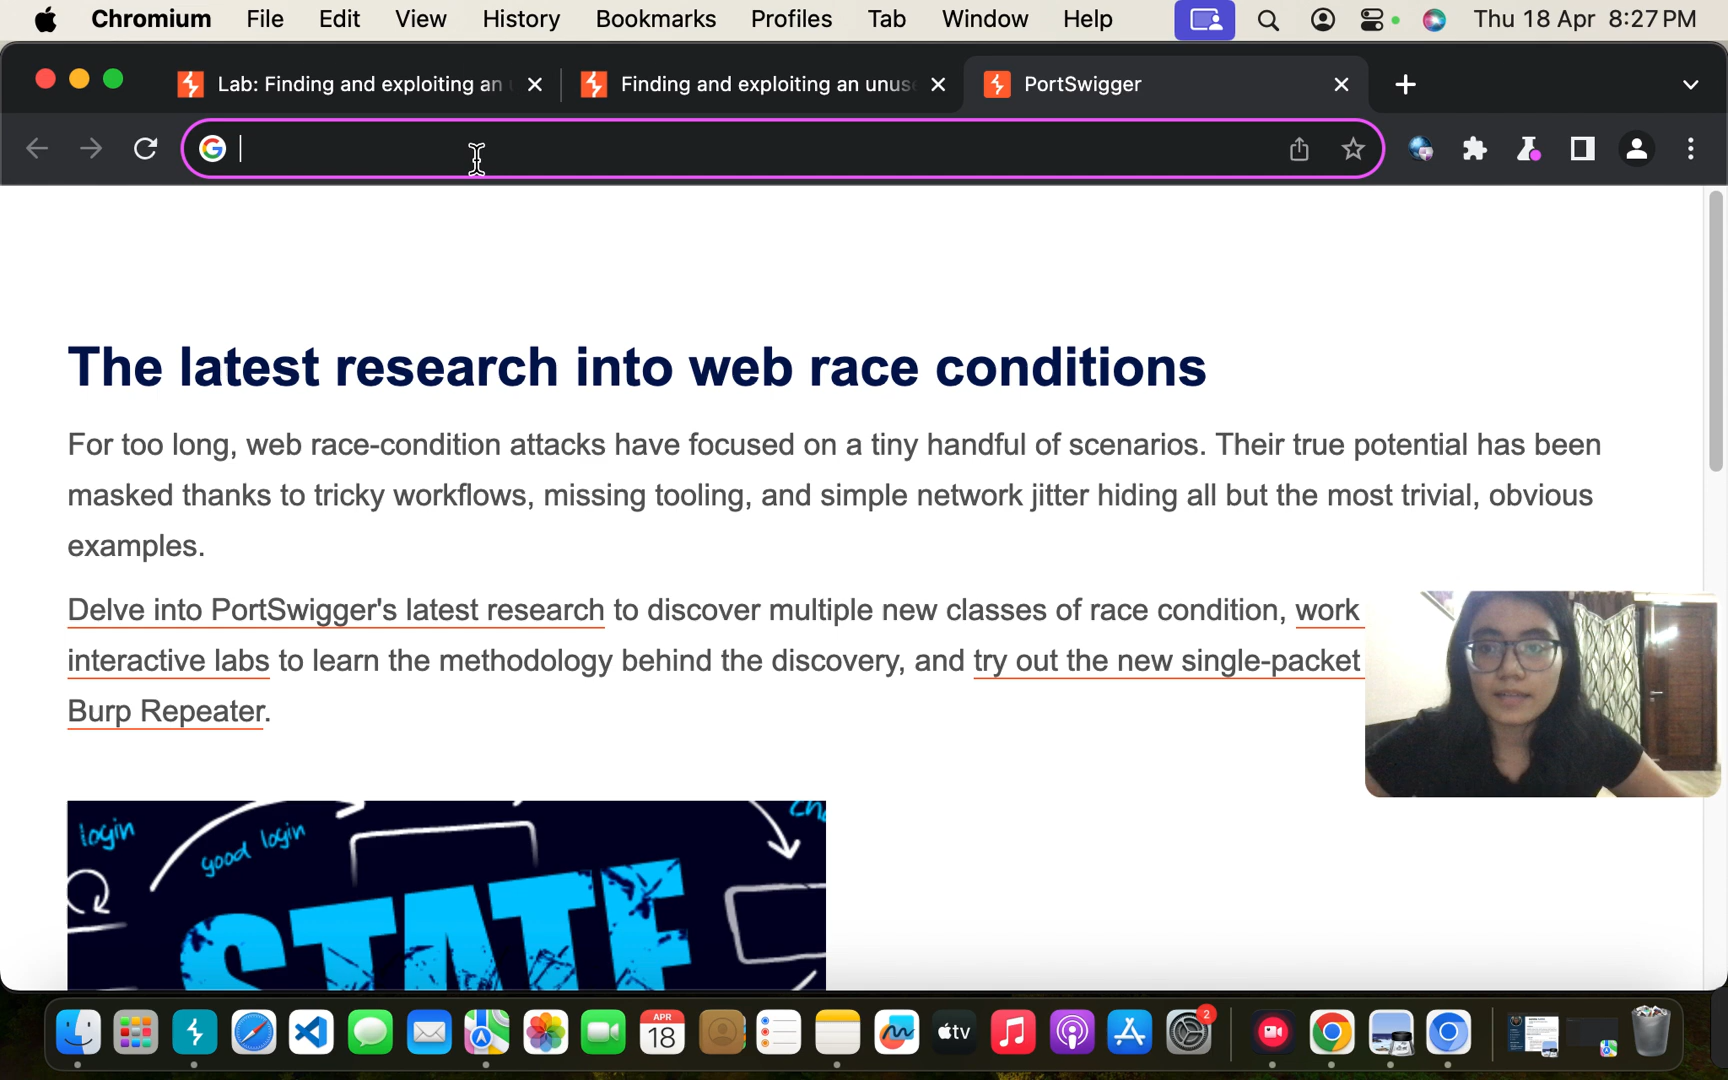 Chromium File Edit View History Bookmarks Profiles Tab Window Help Thu 18 Apr 8:27 PM
Lab: Finding and exploiting an Finding and exploiting an unus PortSwigger
The latest research into web race conditions
For too long, web race-condition attacks have focused on a tiny handful of scenarios. Their true potential has been
masked thanks to tricky workflows, missing tooling, and simple network jitter hiding all but the most trivial, obvious
examples.
Delve into PortSwigger's latest research to discover multiple new classes of race condition, work
interactive labs to learn the methodology behind the discovery, and try out the new single-packet
Burp Repeater.
login
good login
STATE
APR
18
tv
2